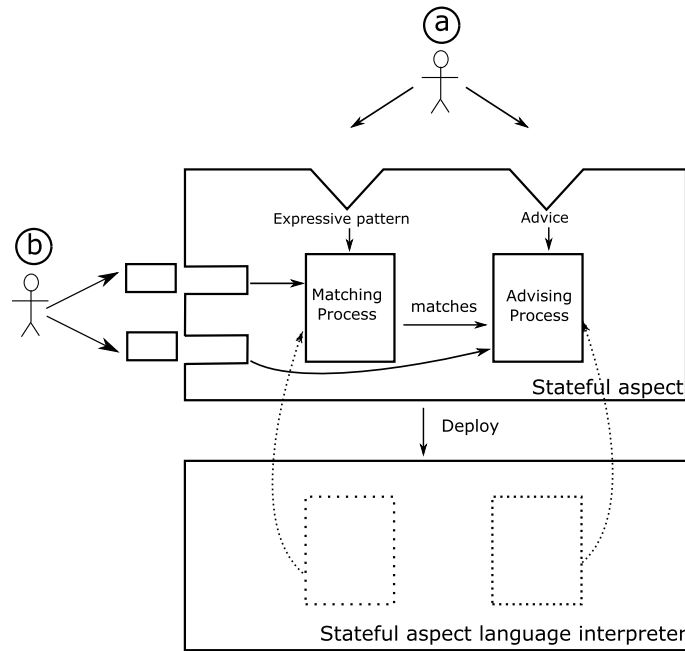 a
Expressive pattern
Advice
b
Matching
Process
matches
Advising
Process
Stateful aspect
Deploy
Stateful aspect language interpreter